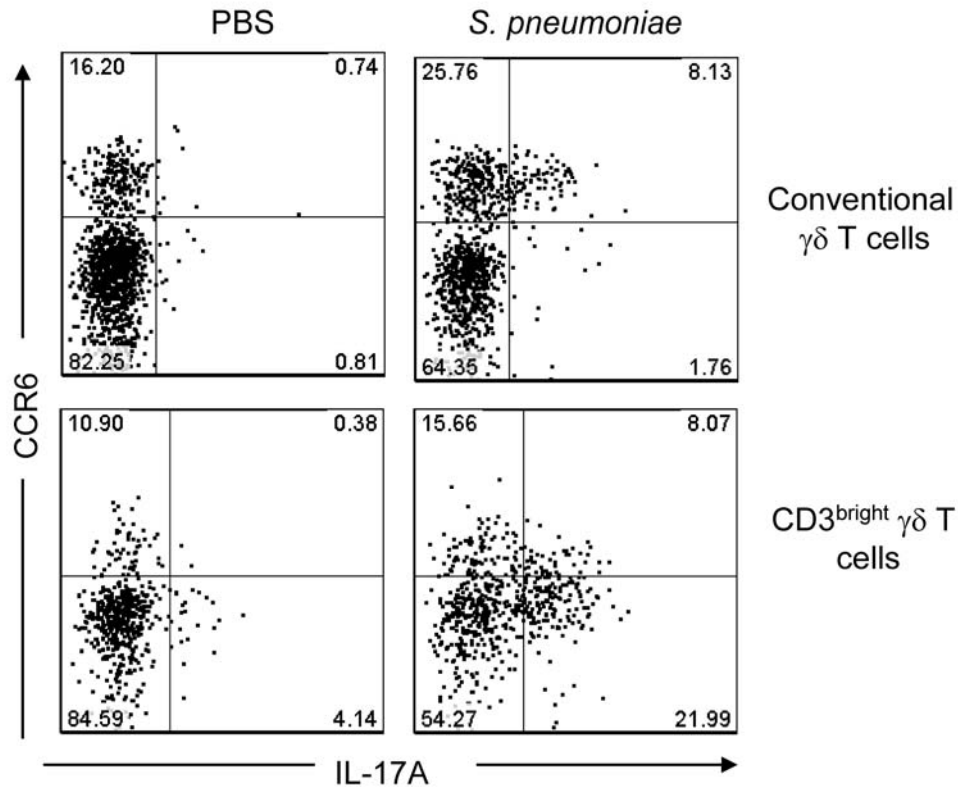 PBS
S. pneumoniae
16.20 0.74
82.25 0.81
25.76 8.13
64.35 1.76
Conventional
γδ T cells
10.90 0.38
84.59 4.14
15.66 8.07
54.27 21.99
CD3bright γδ T
cells
CCR6
IL-17A